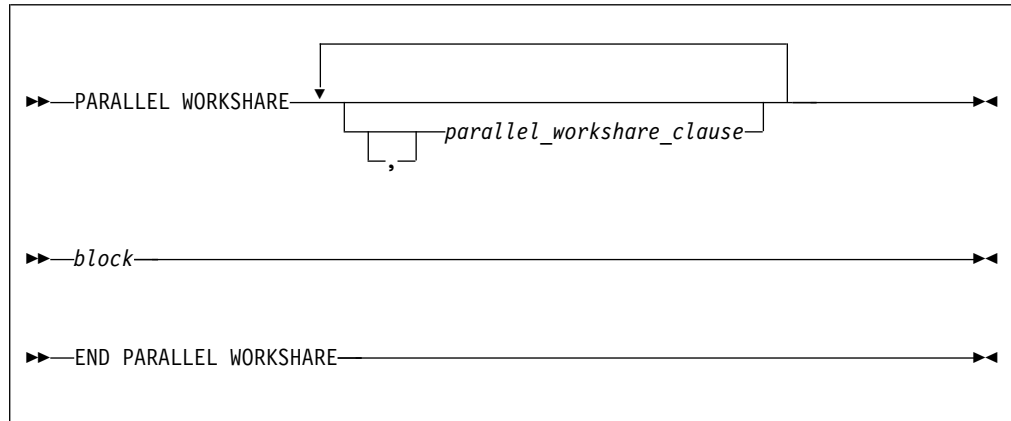 PARALLEL WORKSHARE
parallel_workshare_clause
,
block
END PARALLEL WORKSHARE